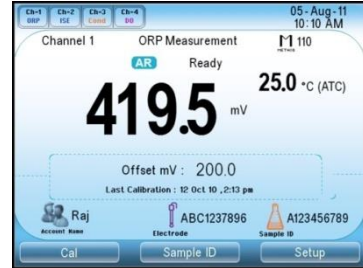 Ch-1 Ch-2 Ch-3 Ch-4
ORP ISE Cond DO
05-Aug-11
10:10 AM
Channel 1 ORP Measurement M 110
AR Ready
419.5 mV 25.0 °C (ATC)
Offset mV : 200.0
Last Calibration : 12 Oct 10 ,2:13 pm
Raj ABC1237896 A123456789
Account Name Electrode Sample ID
Cal Sample ID Setup